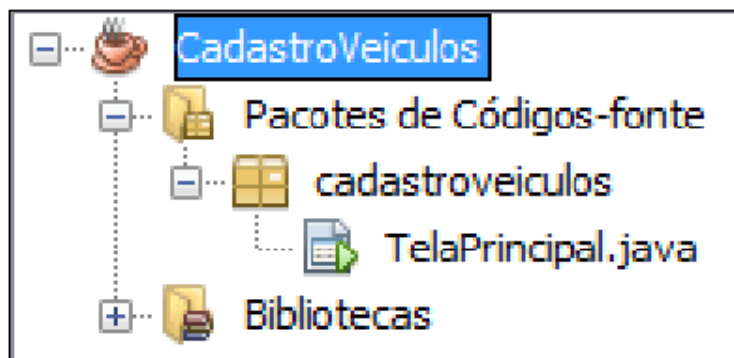 CadastroVeiculos
Pacotes de Códigos-fonte
cadastroveiculos
TelaPrincipal.java
Bibliotecas